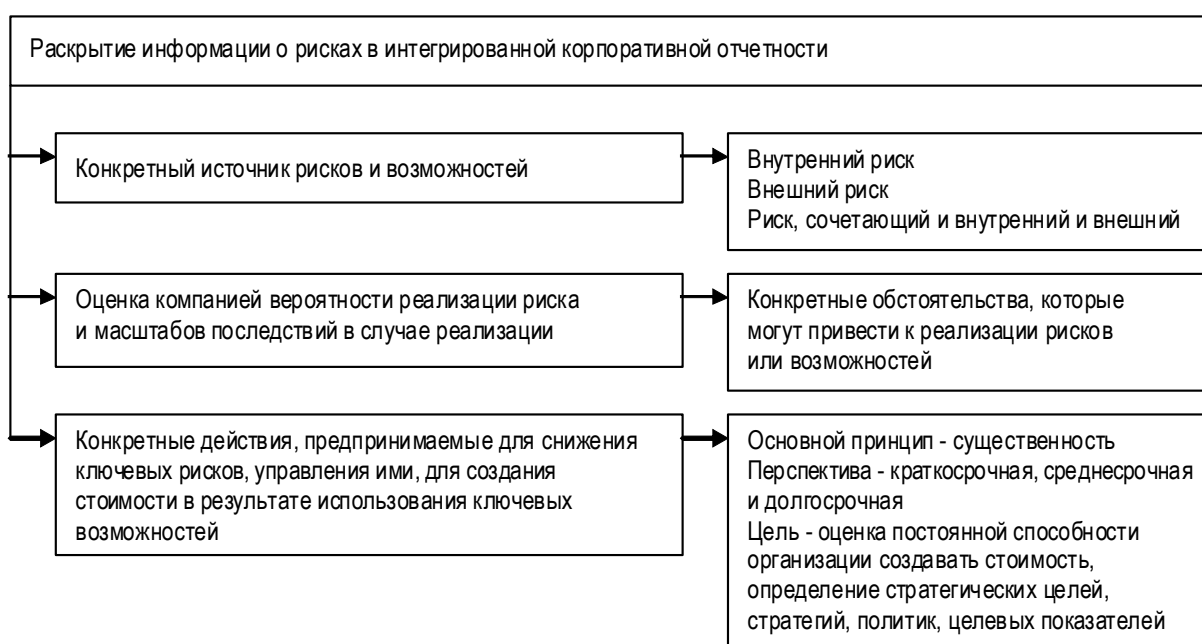 Раскрытие информации о рисках в интегрированной корпоративной отчетности
Конкретный источник рисков и возможностей
Внутренний риск
Внешний риск
Риск, сочетающий и внутренний и внешний
Оценка компанией вероятности реализации риска
и масштабов последствий в случае реализации
Конкретные обстоятельства, которые
могут привести к реализации рисков
или возможностей
Конкретные действия, предпринимаемые для снижения
ключевых рисков, управления ими, для создания
стоимости в результате использования ключевых
возможностей
Основной принцип - существенность
Перспектива - краткосрочная, среднесрочная
и долгосрочная
Цель - оценка постоянной способности
организации создавать стоимость,
определение стратегических целей,
стратегий, политик, целевых показателей